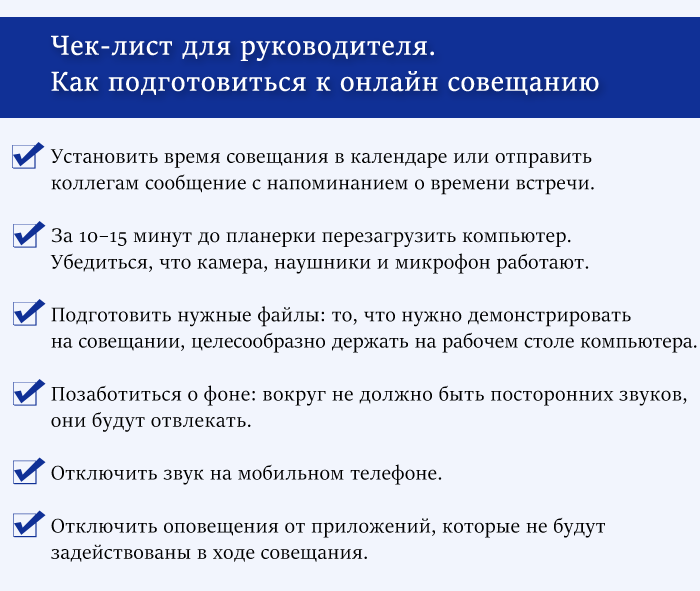 Чек-лист для руководителя.
Как подготовиться к онлайн совещанию
Установить время совещания в календаре или отправить
коллегам сообщение с напоминанием о времени встречи.
За 10–15 минут до планерки перезагрузить компьютер.
Убедиться, что камера, наушники и микрофон работают.
Подготовить нужные файлы: то, что нужно демонстрировать
на совещании, целесообразно держать на рабочем столе компьютера.
Позаботиться о фоне: вокруг не должно быть посторонних звуков,
они будут отвлекать.
Отключить звук на мобильном телефоне.
Отключить оповещения от приложений, которые не будут
задействованы в ходе совещания.